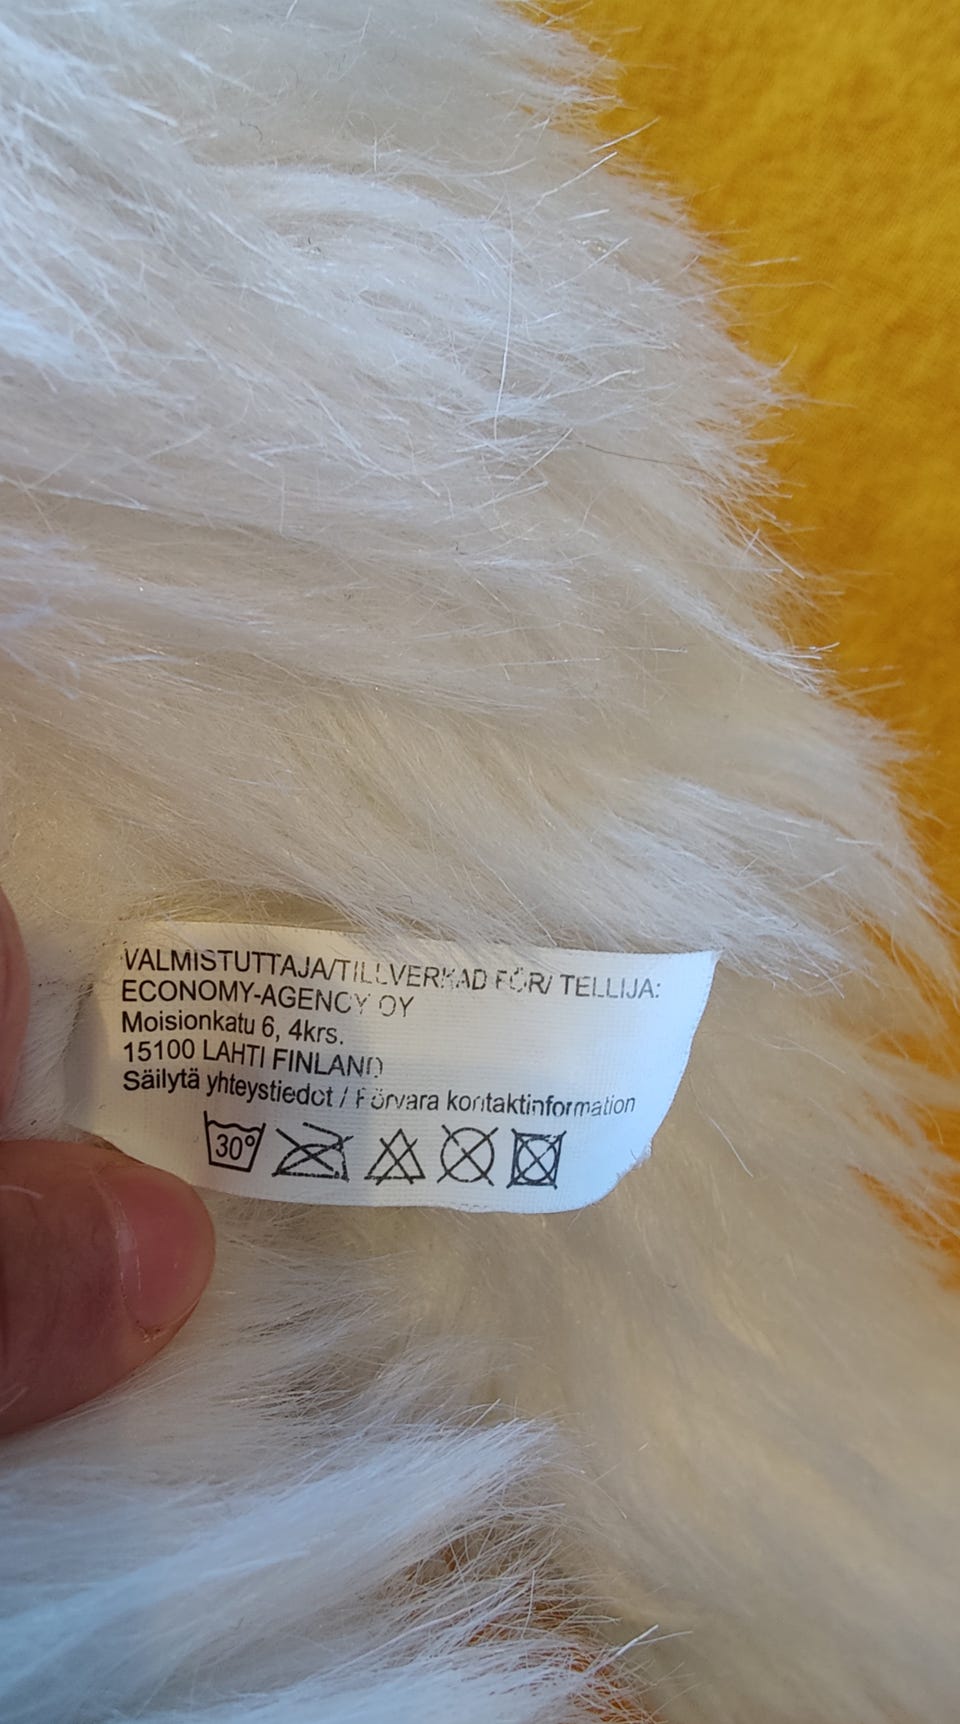 VALMISTUTTAJA/TILLVERKAD FÖR/ TELLIJA:
ECONOMY-AGENCY OY
Moisionkatu 6, 4krs.
15100 LAHTI FINLAND
Säilytä yhteystiedot / Förvara kontaktinformation
30°